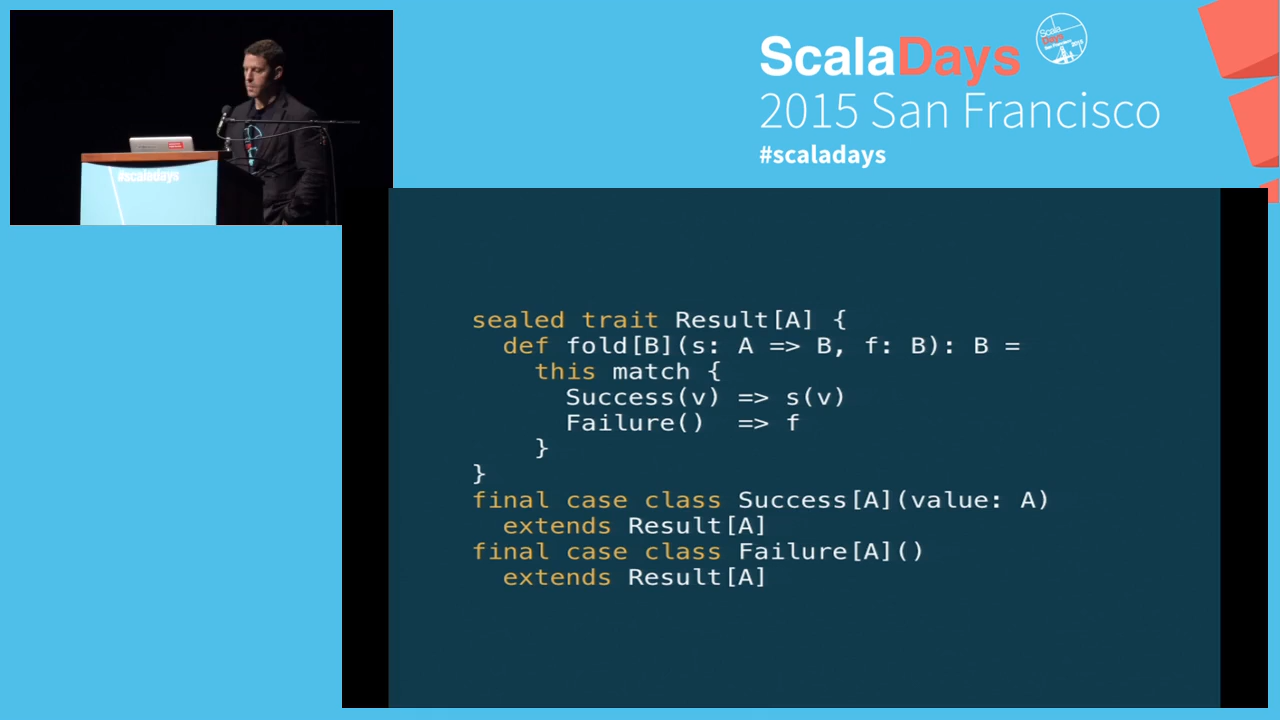 ScalaDays
2015 San Francisco
#scaladays
#scaladays
sealed trait Result[A] {
  def fold[B](s: A => B, f: B): B =
    this match {
      Success(v) => s(v)
      Failure()  => f
    }
}
final case class Success[A](value: A)
  extends Result[A]
final case class Failure[A]()
  extends Result[A]